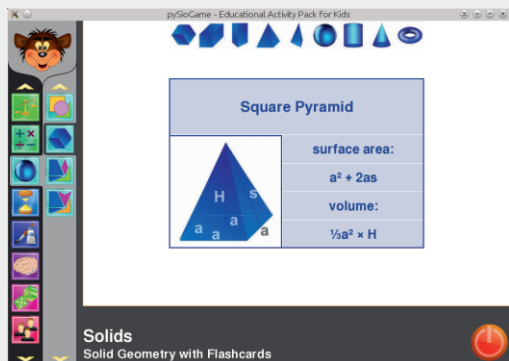 pySioGame - Educational Activity Pack for Kids
Square Pyramid
surface area:
a² + 2as
volume:
⅓a² × H
H
s
a
a
a
a
a
Solids
Solid Geometry with Flashcards